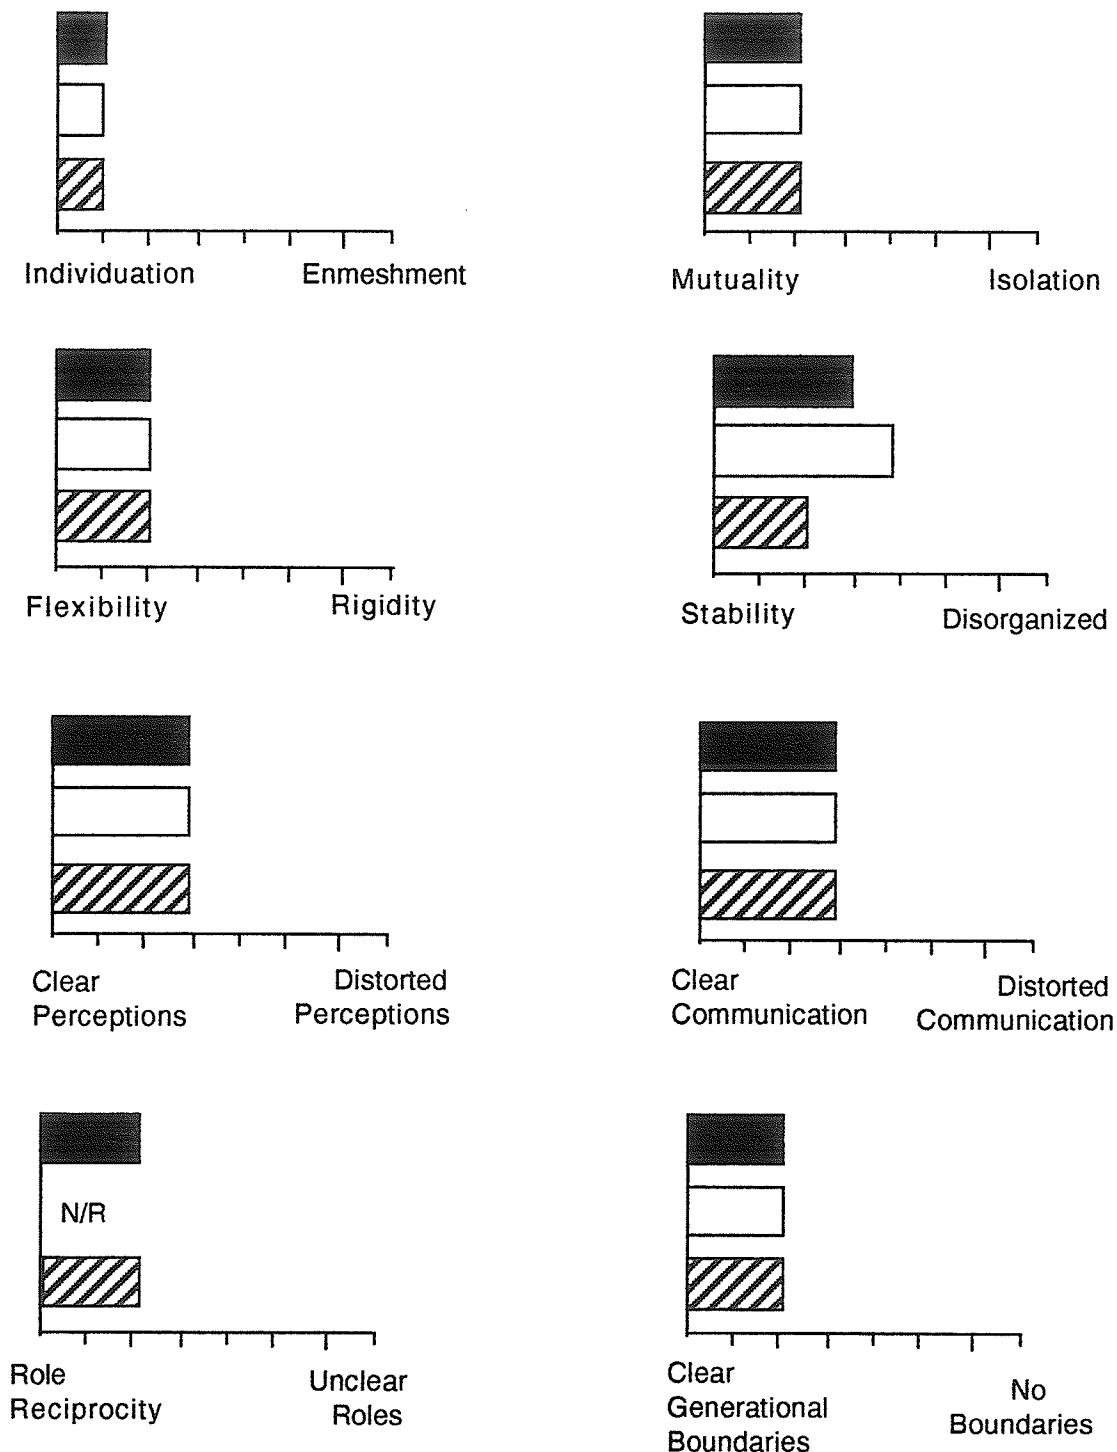 Individuation
Enmeshment
Mutuality
Isolation
Flexibility
Rigidity
Stability
Disorganized
Clear
Perceptions
Distorted
Perceptions
Clear
Communication
Distorted
Communication
N/R
Role
Reciprocity
Unclear
Roles
Clear
Generational
Boundaries
No
Boundaries